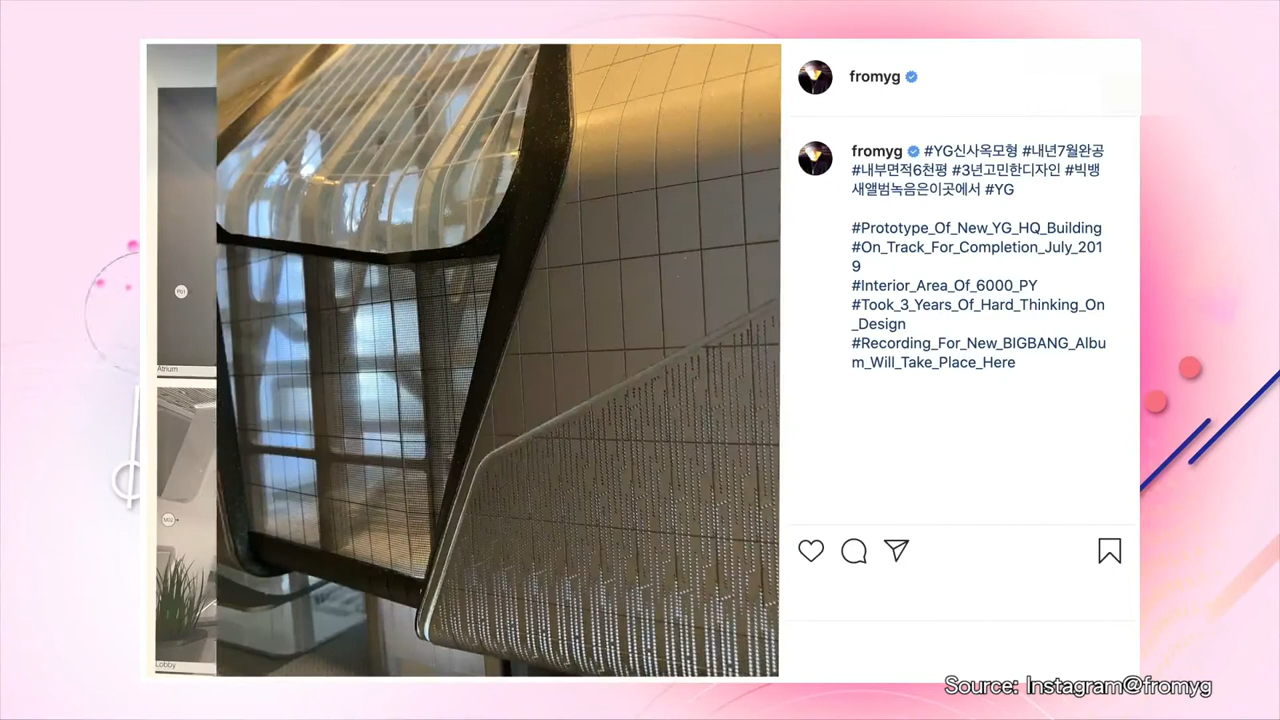 fromyg
fromyg #YG신사옥모형 #내년7월완공
#내부면적6천평 #3년고민한디자인 #빅뱅
새앨범녹음은이곳에서 #YG
#Prototype_Of_New_YG_HQ_Building
#On_Track_For_Completion_July_201
9
#Interior_Area_Of_6000_PY
#Took_3_Years_Of_Hard_Thinking_On
_Design
#Recording_For_New_BIGBANG_Albu
m_Will_Take_Place_Here
P01
Atrium
M02
Lobby
Source: Instagram@fromyg